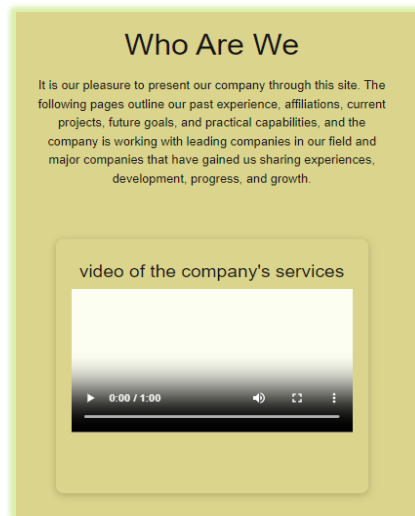 Who Are We
It is our pleasure to present our company through this site. The
following pages outline our past experience, affiliations, current
projects, future goals, and practical capabilities, and the
company is working with leading companies in our field and
major companies that have gained us sharing experiences,
development, progress, and growth.
video of the company's services
0:00 / 1:00